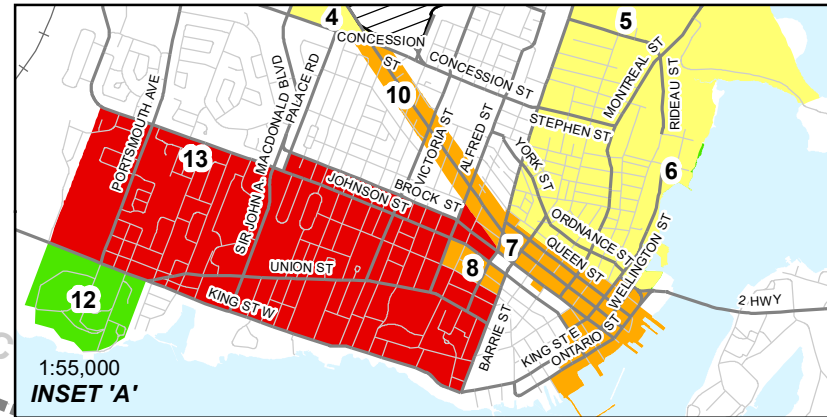 4
5
CONCESSION
ST
CONCESSION ST
MONTREAL ST
RIDEAU ST
PORTSMOUTH AVE
SIR JOHN A. MACDONALD BLVD
PALACE RD
10
VICTORIA ST
ALFRED ST
STEPHEN ST
YORK ST
13
6
JOHNSON ST
BROCK ST
ORDNANCE ST
QUEEN ST
WELLINGTON ST
7
8
UNION ST
12
KING ST W
BARRIE ST
KING ST E
ONTARIO ST
2 HWY
1:55,000
INSET 'A'